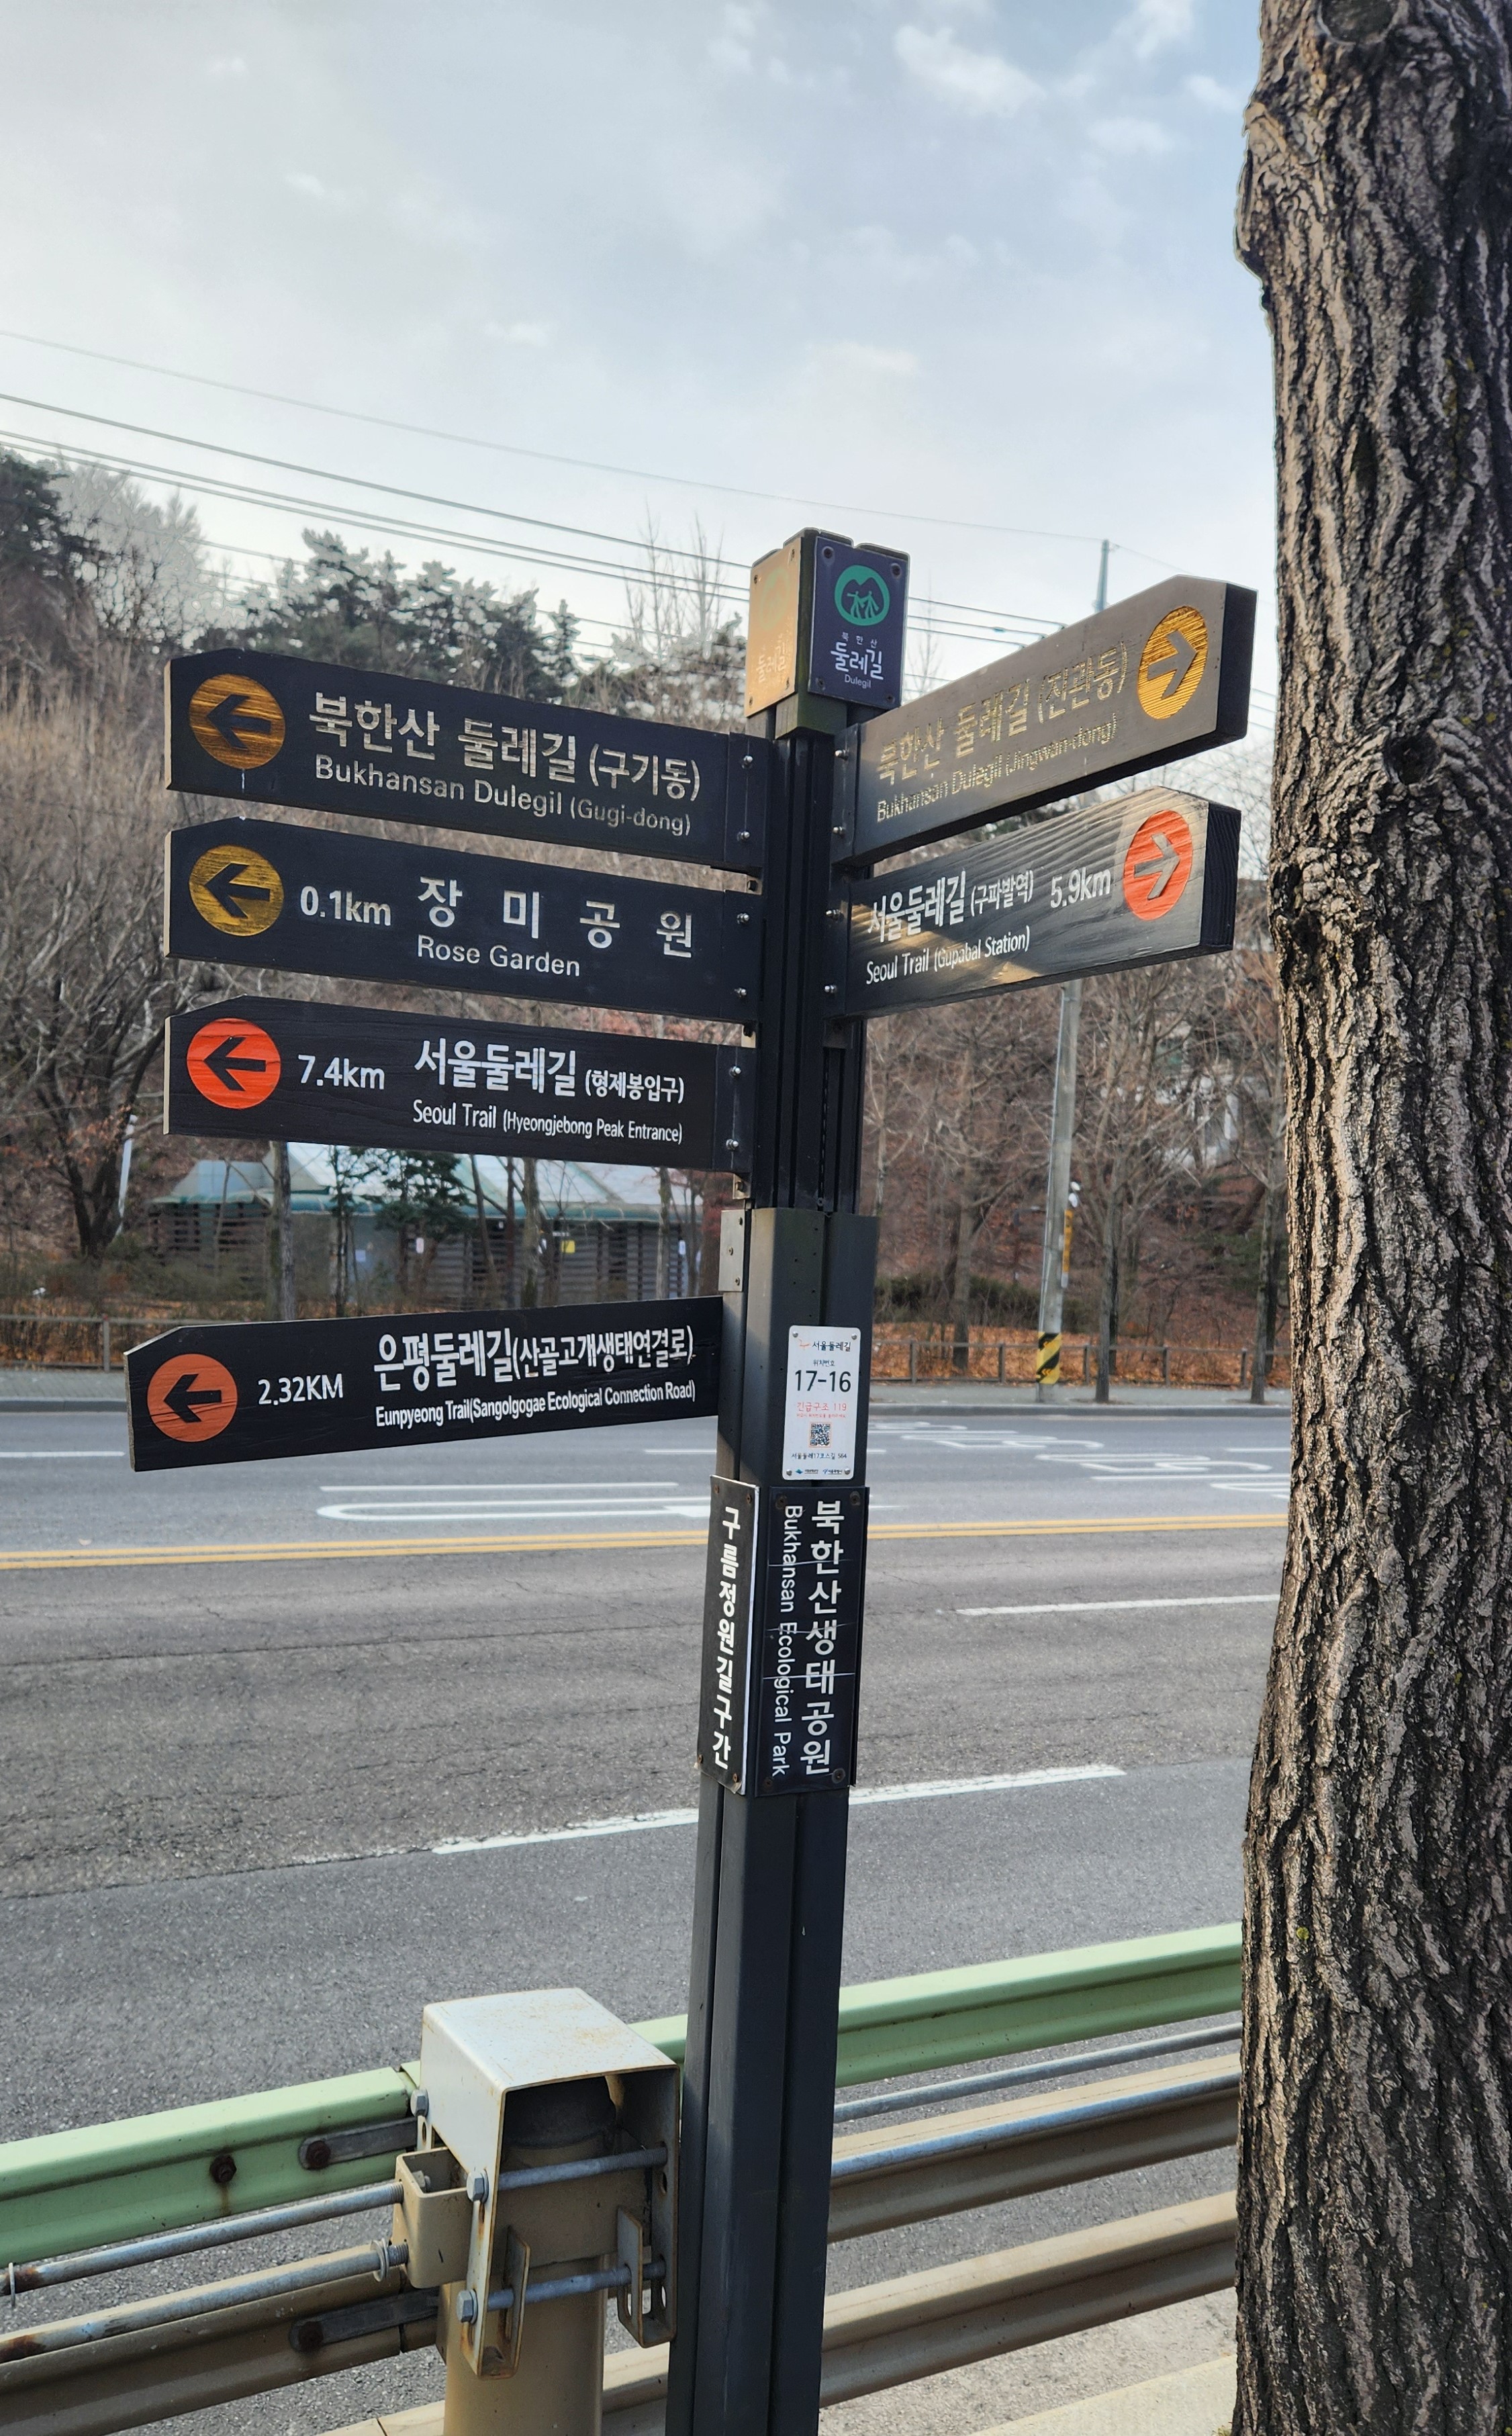 북한산
둘레길
Dulegil
북한산 둘레길 (구기동)
Bukhansan Dulegil (Gugi-dong)
0.1km 장미공원
Rose Garden
7.4km 서울둘레길 (형제봉입구)
Seoul Trail (Hyeongjebong Peak Entrance)
북한산 둘레길 (진관동)
Bukhansan Dulegil (Jingwan-dong)
서울둘레길 (구파발역) 5.9km
Seoul Trail (Gupabal Station)
2.32KM 은평둘레길(산골고개생태연결로)
Eunpyeong Trail(Sangolgogae Ecological Connection Road)
서울둘레길
위치번호
17-16
긴급구조 119
구름정원길구간
북한산생태공원
Bukhansan Ecological Park